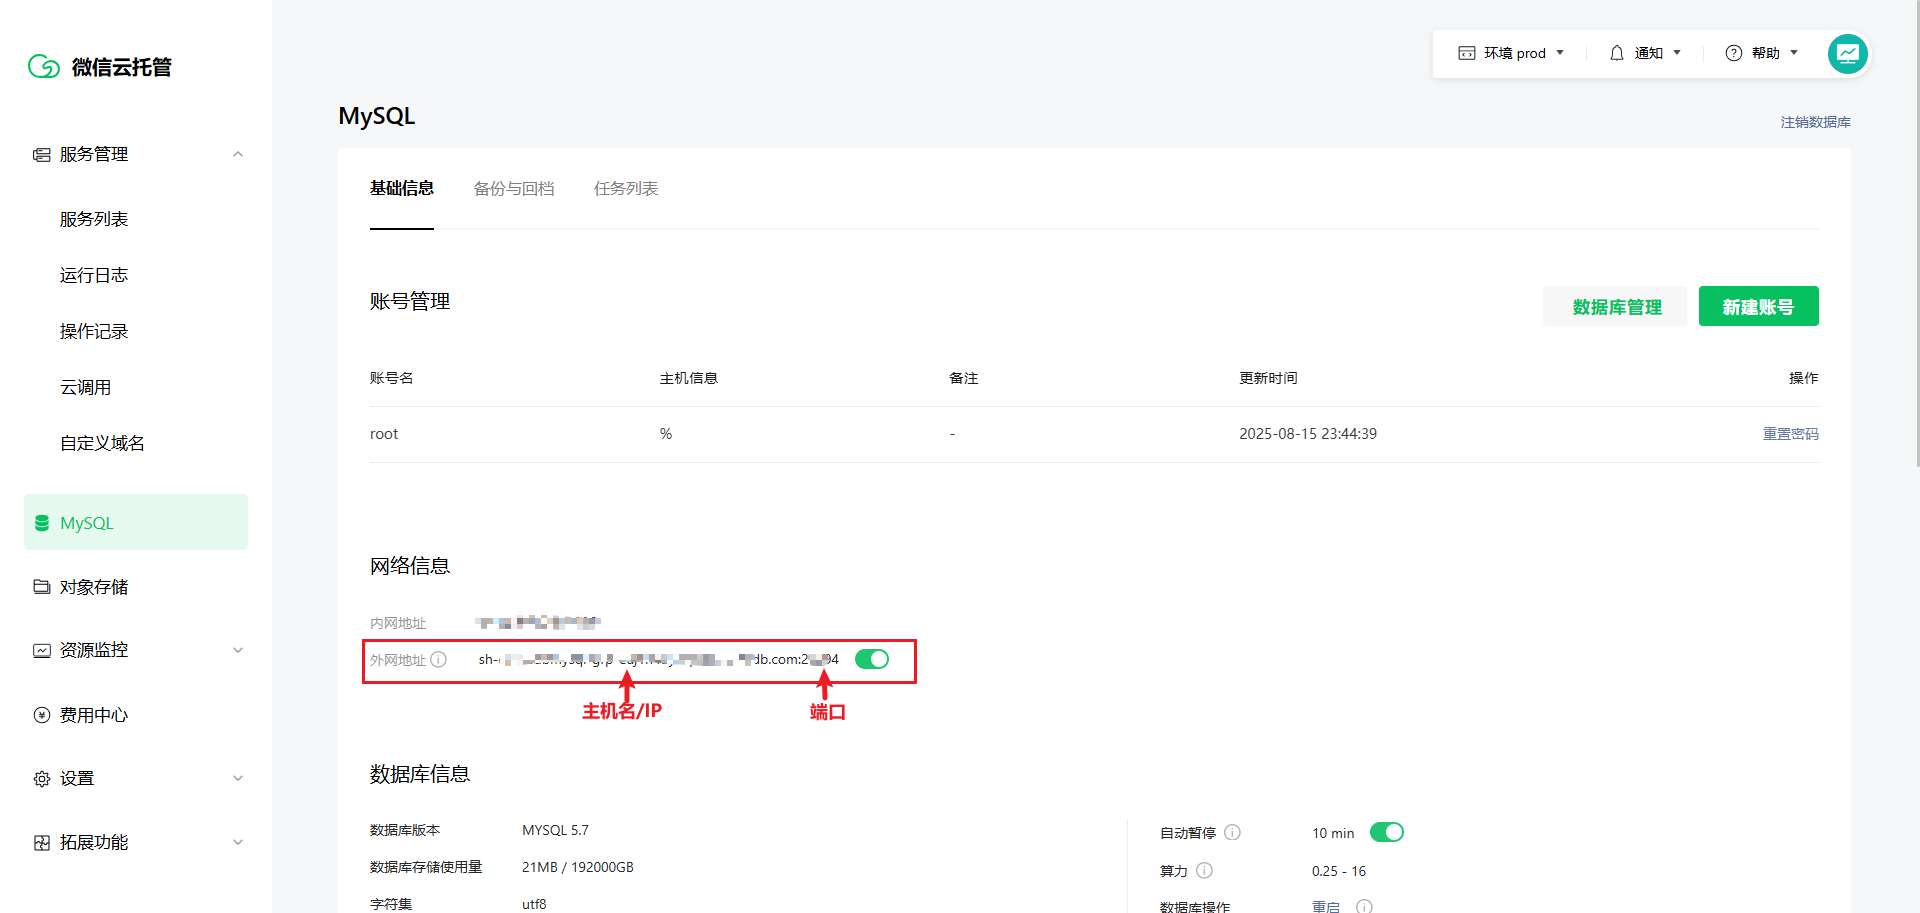 微信云托管
环境 prod
通知
帮助
服务管理
服务列表
运行日志
操作记录
云调用
自定义域名
MySQL
对象存储
资源监控
费用中心
设置
拓展功能
MySQL
注销数据库
基础信息 备份与回档 任务列表
账号管理
数据库管理 新建账号
账号名 主机信息 备注 更新时间 操作
root % - 2025-08-15 23:44:39 重置密码
网络信息
内网地址
外网地址 sh- db.com:2 94
主机名/IP 端口
数据库信息
数据库版本 MYSQL 5.7
数据库存储使用量 21MB / 192000GB
字符集 utf8
自动暂停 10 min
算力 0.25 - 16
数据库操作 重启